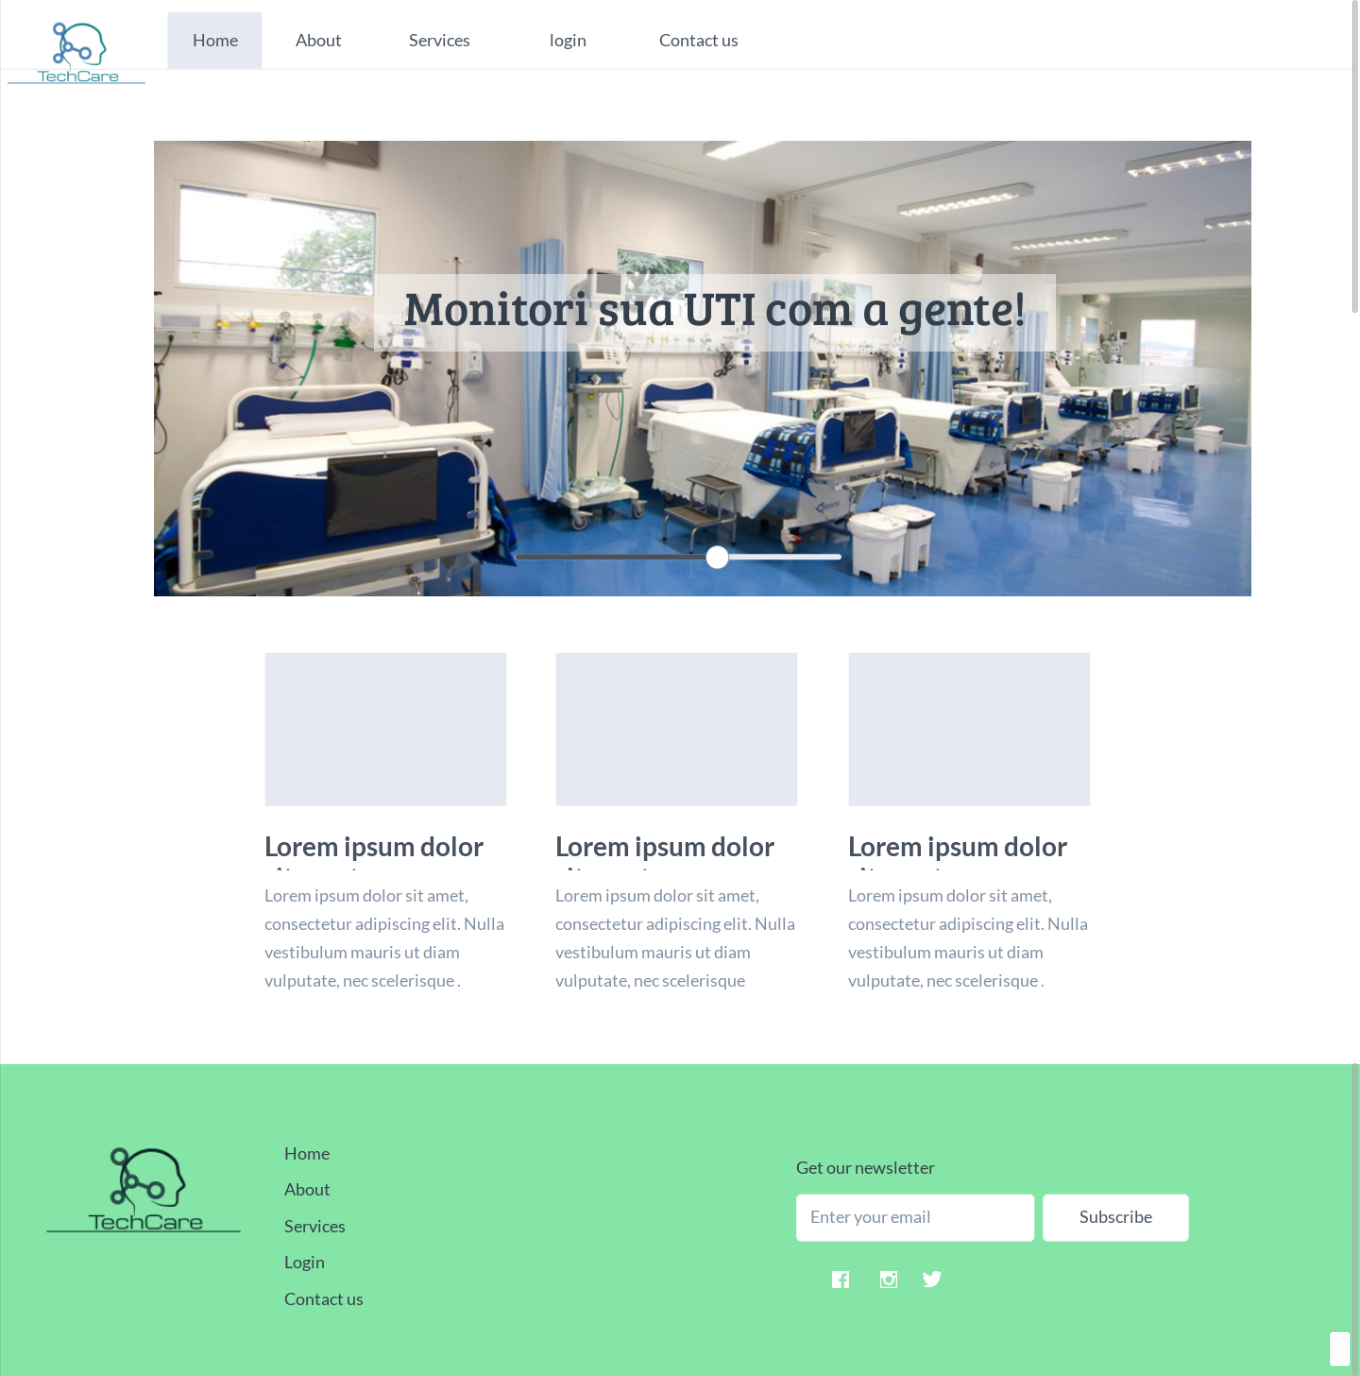 Home About Services login Contact us
TechCare
Monitori sua UTI com a gente!
Lorem ipsum dolor
Lorem ipsum dolor sit amet,
consectetur adipiscing elit. Nulla
vestibulum mauris ut diam
vulputate, nec scelerisque .
Lorem ipsum dolor
Lorem ipsum dolor sit amet,
consectetur adipiscing elit. Nulla
vestibulum mauris ut diam
vulputate, nec scelerisque
Lorem ipsum dolor
Lorem ipsum dolor sit amet,
consectetur adipiscing elit. Nulla
vestibulum mauris ut diam
vulputate, nec scelerisque .
TechCare
Home
About
Services
Login
Contact us
Get our newsletter
Enter your email
Subscribe